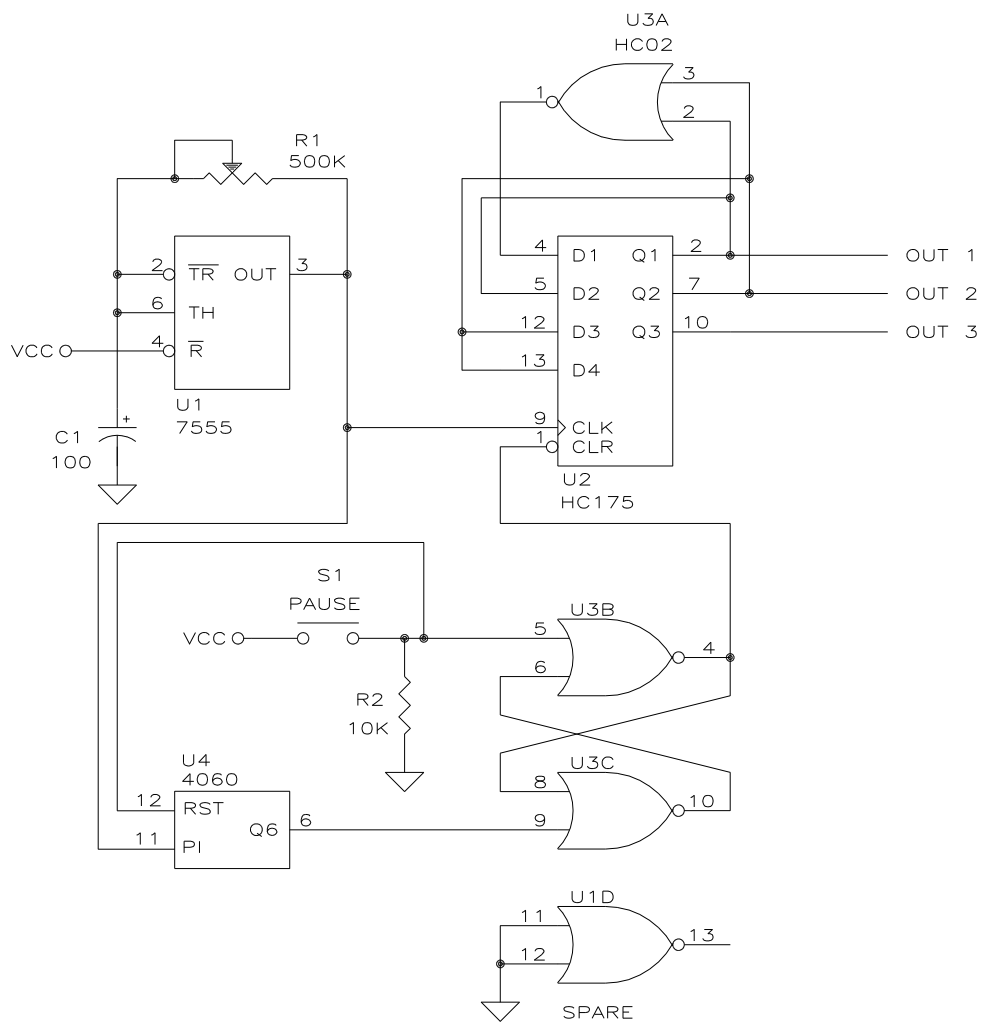 U3A
HC02
3
1
2
R1
500K
2 TR OUT 3
6 TH
VCC 4 R
U1
7555
+
C1
100
4 D1 Q1 2 OUT 1
5 D2 Q2 7 OUT 2
12 D3 Q3 10 OUT 3
13 D4
9 CLK
1 CLR
U2
HC175
S1
PAUSE
VCC
R2
10K
U3B
5
4
6
U4
4060
12 RST
Q6 6
11 PI
U3C
8
10
9
U1D
11
13
12
SPARE